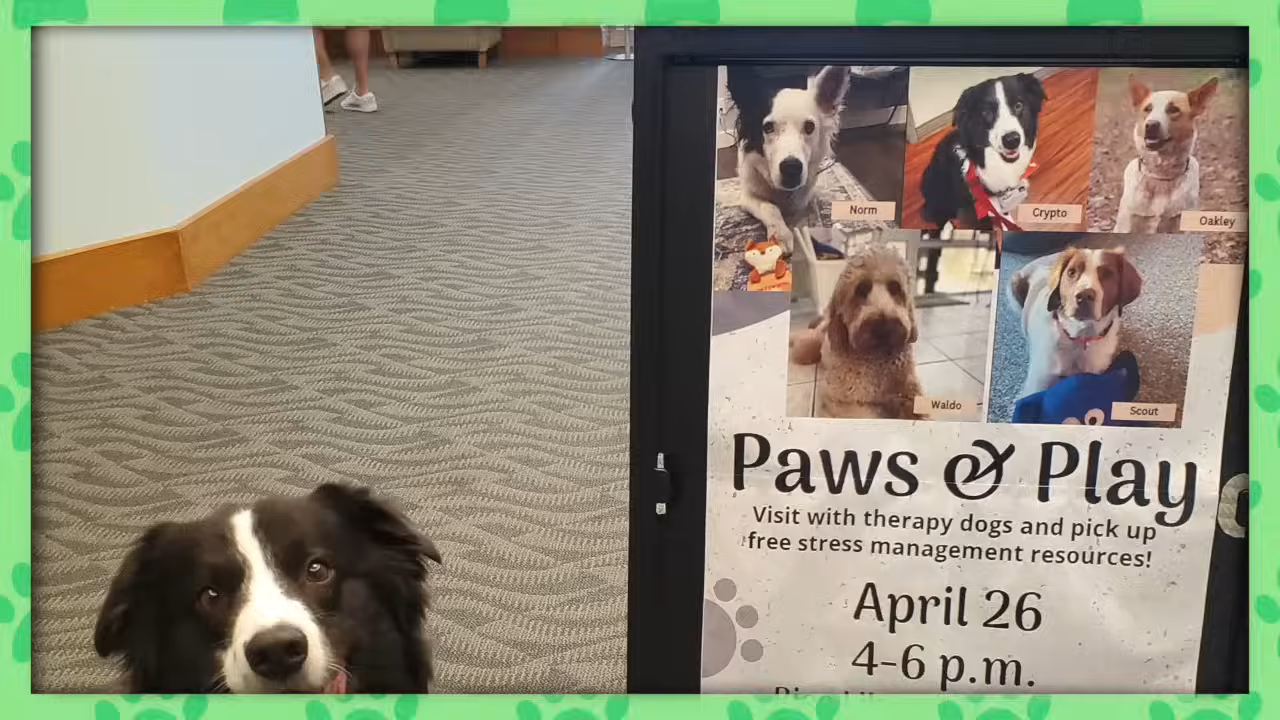 Norm
Crypto
Oakley
Waldo
Scout
Paws & Play
Visit with therapy dogs and pick up
free stress management resources!
April 26
4-6 p.m.